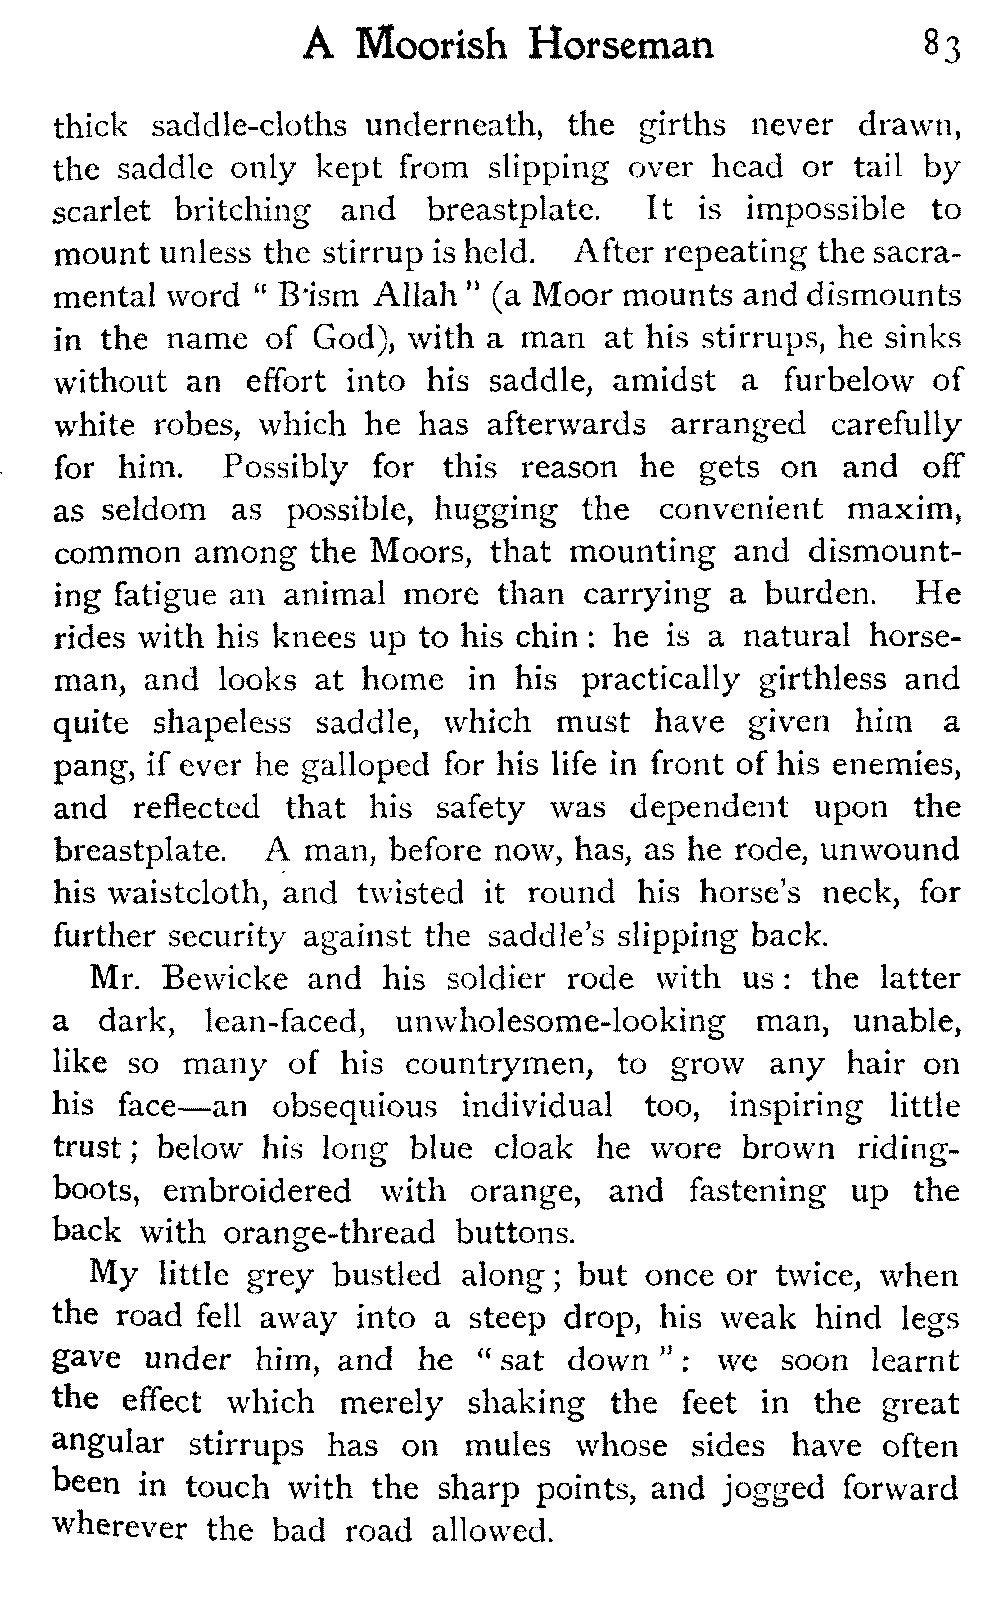 A Moorish Horseman 83
thick saddle-cloths underneath, the girths never drawn,
the saddle only kept from slipping over head or tail by
scarlet britching and breastplate. It is impossible to
mount unless the stirrup is held. After repeating the sacra-
mental word “ B'ism Allah ” (a Moor mounts and dismounts
in the name of God), with a man at his stirrups, he sinks
without an effort into his saddle, amidst a furbelow of
white robes, which he has afterwards arranged carefully
for him. Possibly for this reason he gets on and off
as seldom as possible, hugging the convenient maxim,
common among the Moors, that mounting and dismount-
ing fatigue an animal more than carrying a burden. He
rides with his knees up to his chin : he is a natural horse-
man, and looks at home in his practically girthless and
quite shapeless saddle, which must have given him a
pang, if ever he galloped for his life in front of his enemies,
and reflected that his safety was dependent upon the
breastplate. A man, before now, has, as he rode, unwound
his waistcloth, and twisted it round his horse's neck, for
further security against the saddle's slipping back.
Mr. Bewicke and his soldier rode with us : the latter
a dark, lean-faced, unwholesome-looking man, unable,
like so many of his countrymen, to grow any hair on
his face—an obsequious individual too, inspiring little
trust ; below his long blue cloak he wore brown riding-
boots, embroidered with orange, and fastening up the
back with orange-thread buttons.
My little grey bustled along ; but once or twice, when
the road fell away into a steep drop, his weak hind legs
gave under him, and he “ sat down ” : we soon learnt
the effect which merely shaking the feet in the great
angular stirrups has on mules whose sides have often
been in touch with the sharp points, and jogged forward
wherever the bad road allowed.